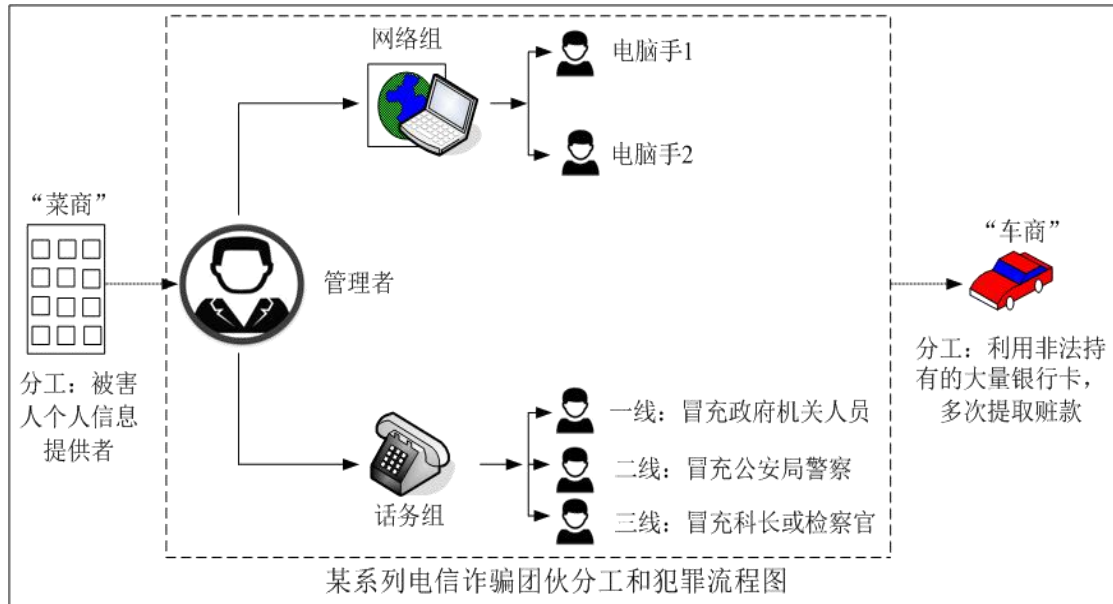 网络组
电脑手1
电脑手2
“菜商”
管理者
分工：被害
人个人信息
提供者
话务组
一线：冒充政府机关人员
二线：冒充公安局警察
三线：冒充科长或检察官
“车商”
分工：利用非法持
有的大量银行卡，
多次提取赃款
某系列电信诈骗团伙分工和犯罪流程图